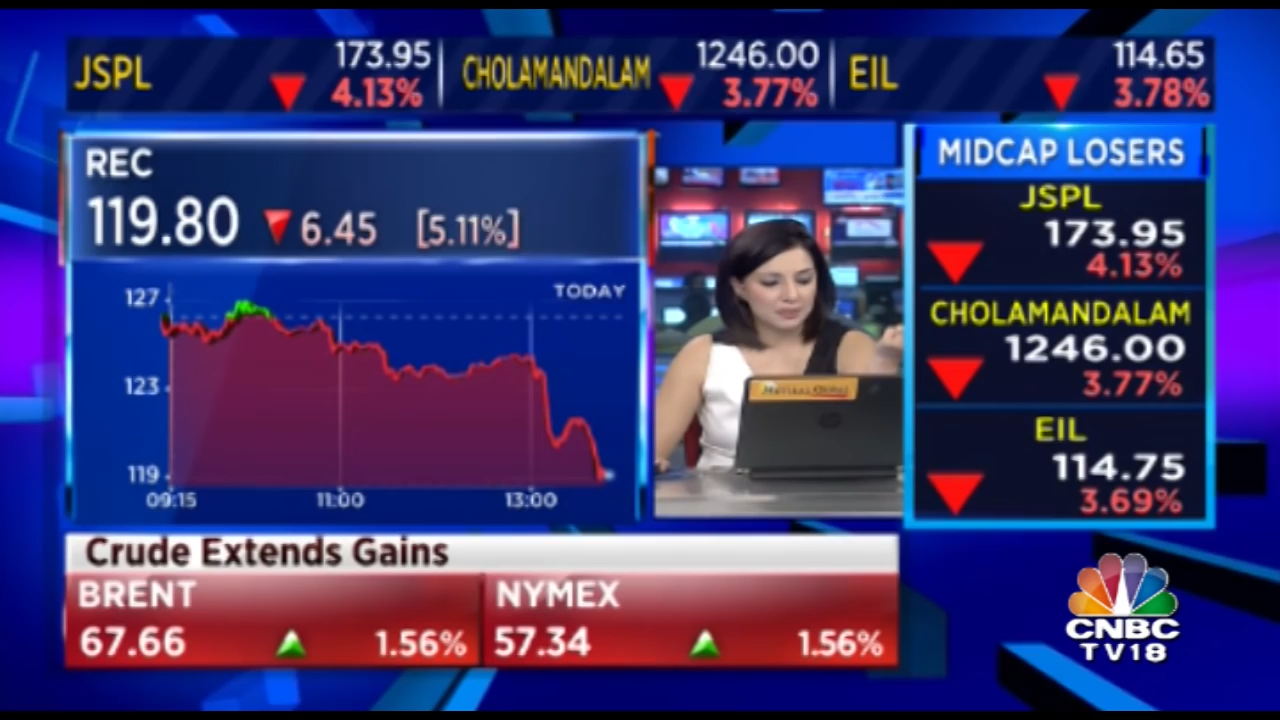 JSPL 173.95 4.13%
CHOLAMANDALAM 1246.00 3.77%
EIL 114.65 3.78%
REC
119.80 6.45 [5.11%]
TODAY
127
123
119
09:15 11:00 13:00
MIDCAP LOSERS
JSPL
173.95
4.13%
CHOLAMANDALAM
1246.00
3.77%
EIL
114.75
3.69%
Crude Extends Gains
BRENT
67.66 1.56%
NYMEX
57.34 1.56%
CNBC
TV18